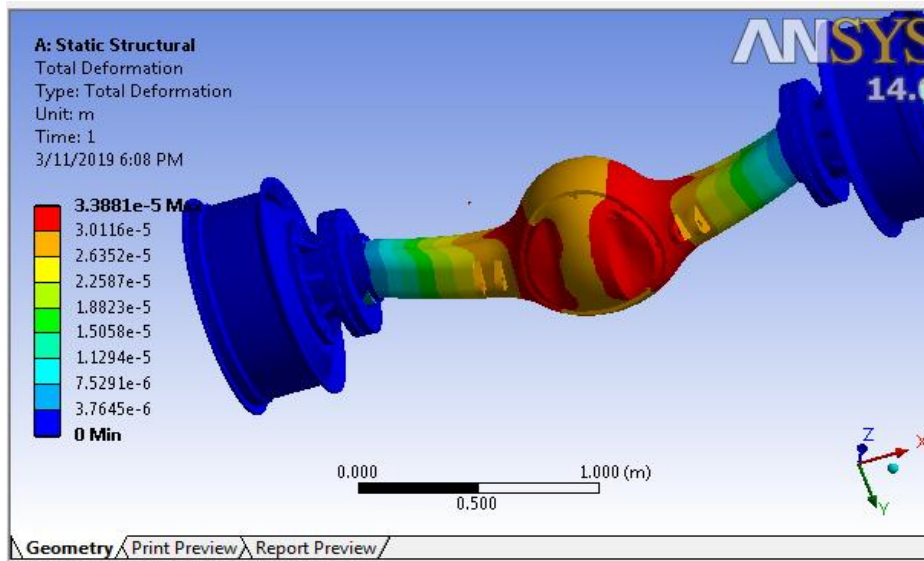 A: Static Structural
Total Deformation
Type: Total Deformation
Unit: m
Time: 1
3/11/2019 6:08 PM
ANSYS
14.0
3.3881e-5 Max
3.0116e-5
2.6352e-5
2.2587e-5
1.8823e-5
1.5058e-5
1.1294e-5
7.5291e-6
3.7645e-6
0 Min
0.000 1.000 (m)
0.500
Z
X
Y
Geometry Print Preview Report Preview